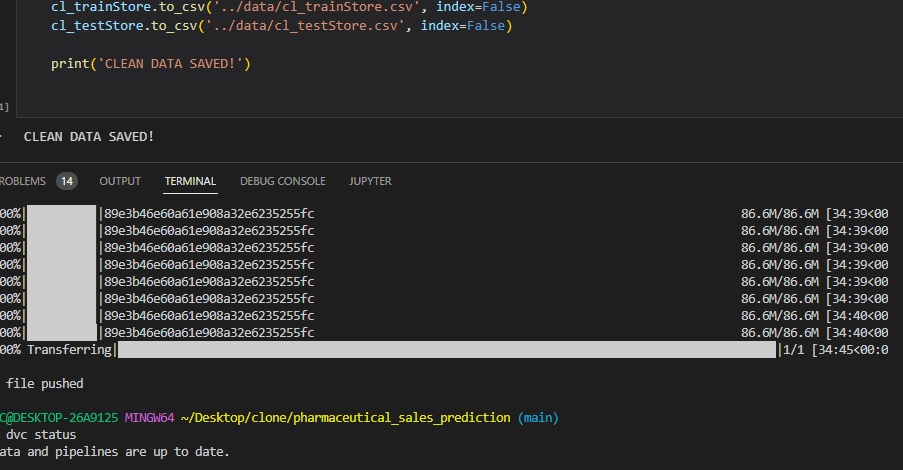 cl_trainStore.to_csv('../data/cl_trainStore.csv', index=False)
cl_testStore.to_csv('../data/cl_testStore.csv', index=False)
print('CLEAN DATA SAVED!')
1]
CLEAN DATA SAVED!
ROBLEMS 14 OUTPUT TERMINAL DEBUG CONSOLE JUPYTER
00%| |89e3b46e60a61e908a32e6235255fc 86.6M/86.6M [34:39<00
00%| |89e3b46e60a61e908a32e6235255fc 86.6M/86.6M [34:39<00
00%| |89e3b46e60a61e908a32e6235255fc 86.6M/86.6M [34:39<00
00%| |89e3b46e60a61e908a32e6235255fc 86.6M/86.6M [34:39<00
00%| |89e3b46e60a61e908a32e6235255fc 86.6M/86.6M [34:39<00
00%| |89e3b46e60a61e908a32e6235255fc 86.6M/86.6M [34:39<00
00%| |89e3b46e60a61e908a32e6235255fc 86.6M/86.6M [34:40<00
00%| |89e3b46e60a61e908a32e6235255fc 86.6M/86.6M [34:40<00
00% Transferring| |1/1 [34:45<00:0
file pushed
C@DESKTOP-26A9125 MINGW64 ~/Desktop/clone/pharmaceutical_sales_prediction (main)
dvc status
ata and pipelines are up to date.